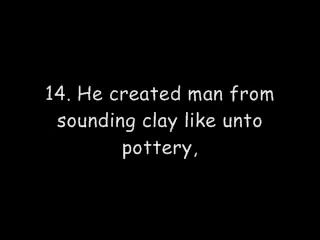 14. He created man from
sounding clay like unto
pottery,